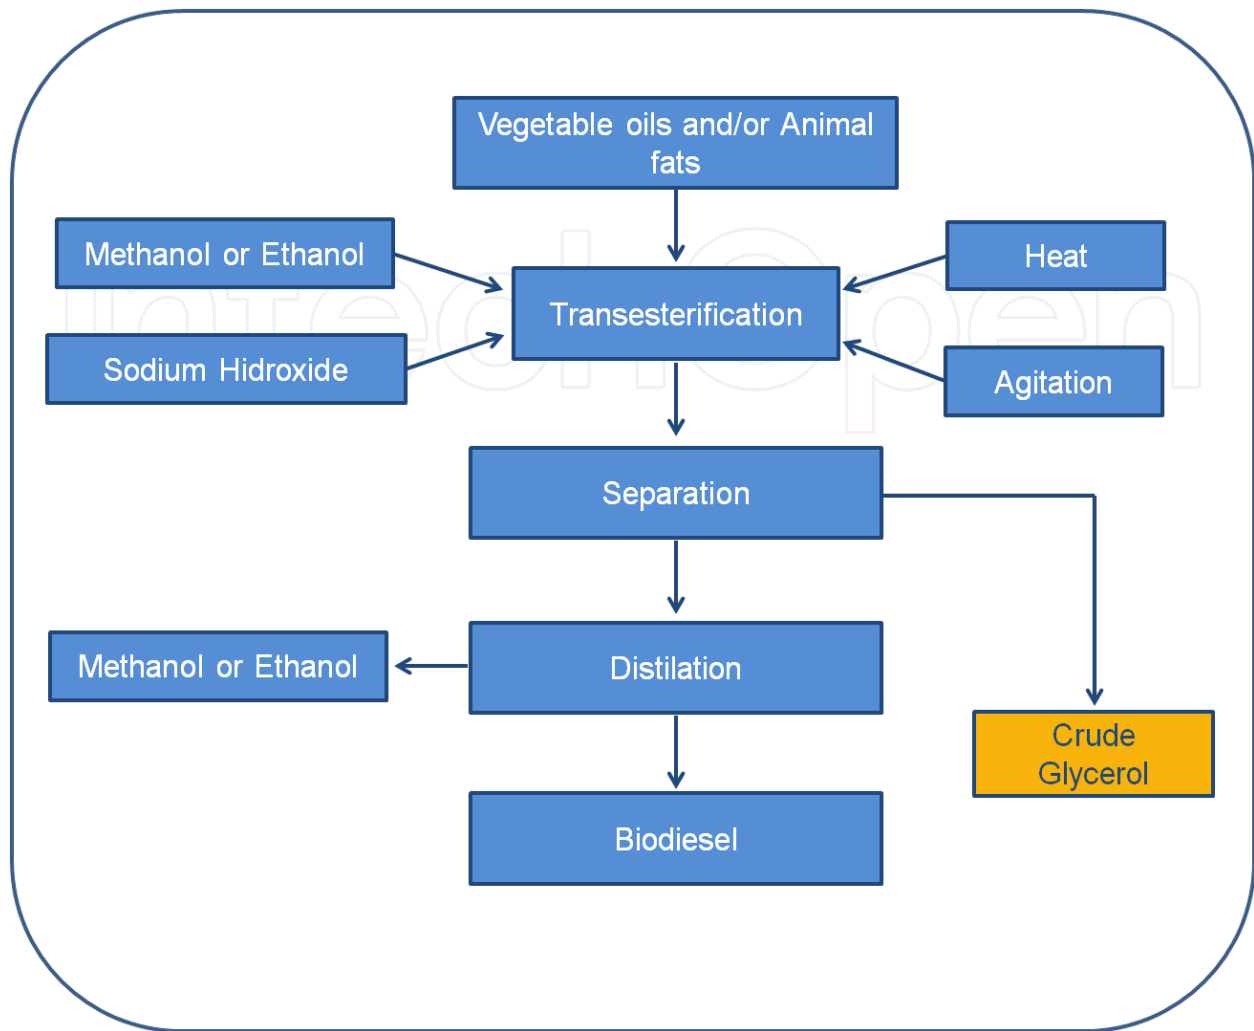 Vegetable oils and/or Animal
fats
Methanol or Ethanol
Heat
Transesterification
Sodium Hidroxide
Agitation
Separation
Methanol or Ethanol
Distilation
Crude
Glycerol
Biodiesel
IntechOpen